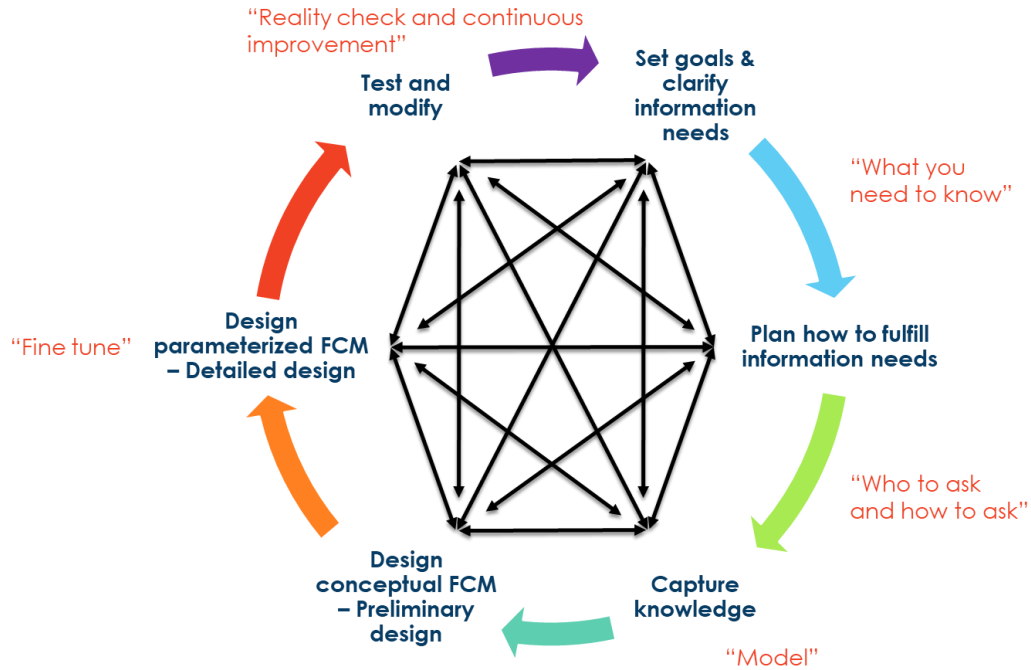 “Reality check and continuous
improvement”
Test and
modify
Set goals &
clarify
information
needs
“What you
need to know”
Plan how to fulfill
information needs
“Who to ask
and how to ask”
Capture
knowledge
“Model”
Design
conceptual FCM
– Preliminary
design
Design
parameterized FCM
– Detailed design
“Fine tune”